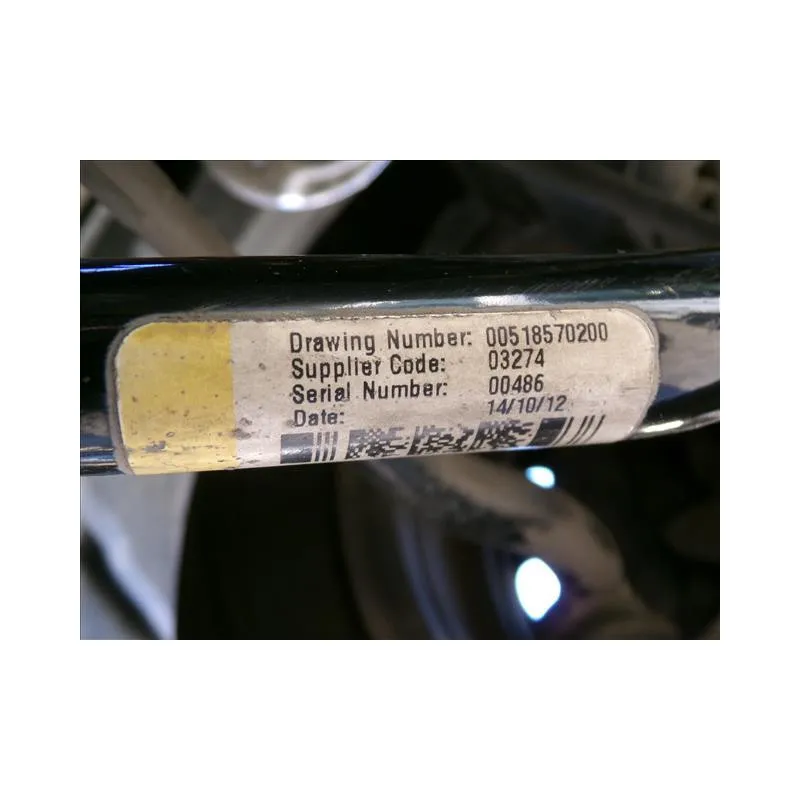 Drawing Number: 00518570200
Supplier Code: 03274
Serial Number: 00486
Date: 14/10/12